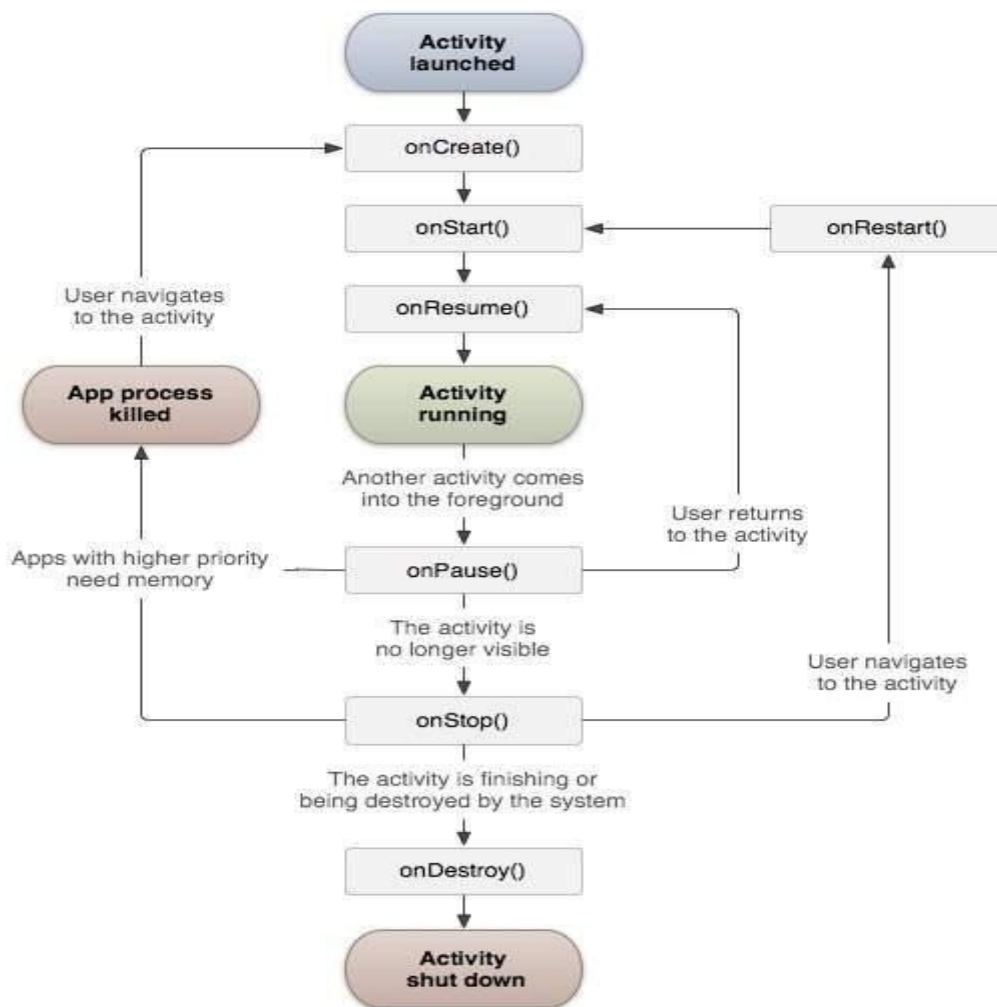 Activity
launched
onCreate()
onStart()
onRestart()
User navigates
to the activity
onResume()
App process
killed
Activity
running
Another activity comes
into the foreground
User returns
to the activity
Apps with higher priority
need memory
onPause()
The activity is
no longer visible
User navigates
to the activity
onStop()
The activity is finishing or
being destroyed by the system
onDestroy()
Activity
shut down